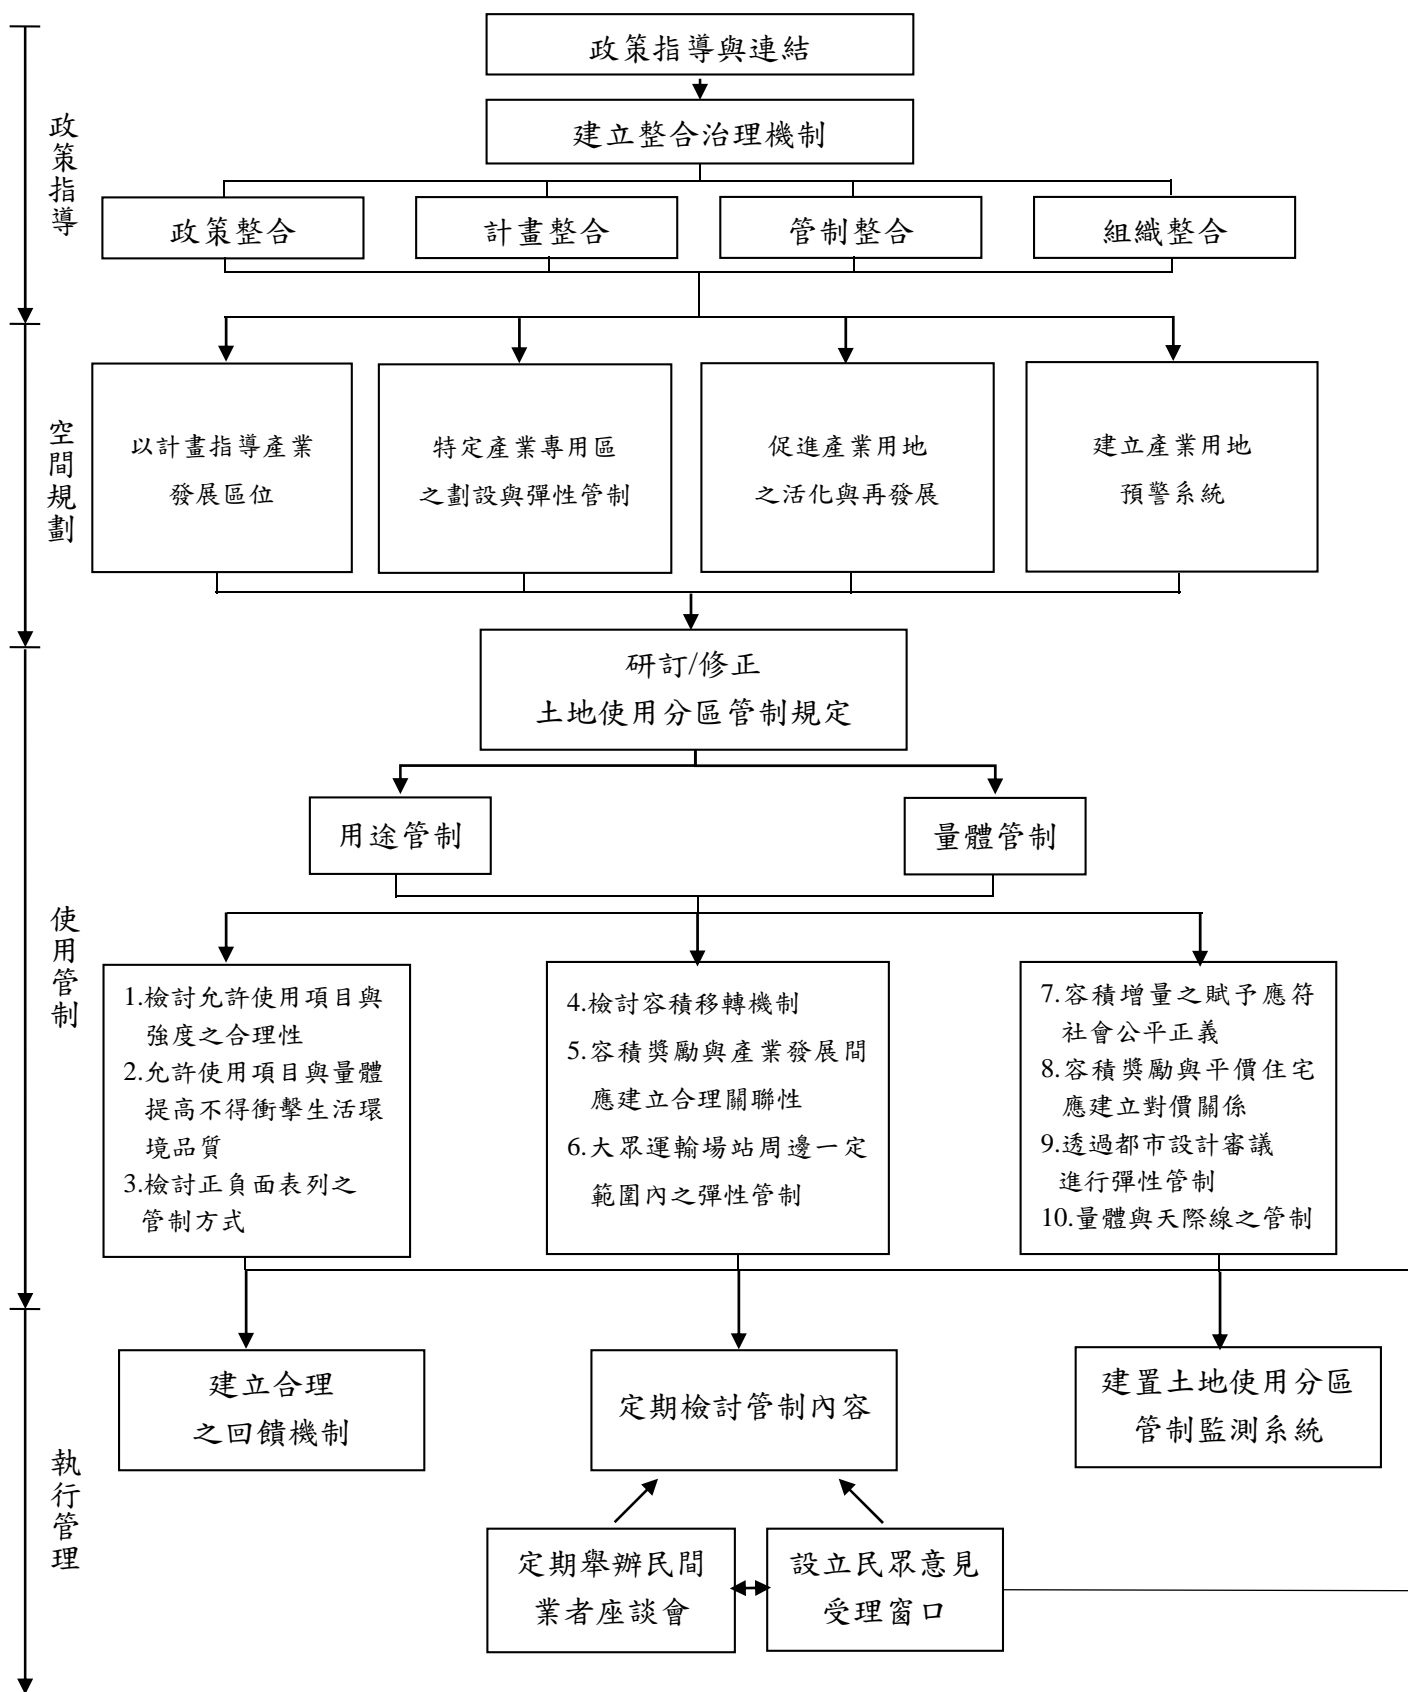 政策指導與連結
政策指導
建立整合治理機制
政策整合
計畫整合
管制整合
組織整合
空間規劃
以計畫指導產業
發展區位
特定產業專用區
之劃設與彈性管制
促進產業用地
之活化與再發展
建立產業用地
預警系統
研訂/修正
土地使用分區管制規定
用途管制
量體管制
使用管制
1.檢討允許使用項目與
強度之合理性
2.允許使用項目與量體
提高不得衝擊生活環
境品質
3.檢討正負面表列之
管制方式
4.檢討容積移轉機制
5.容積獎勵與產業發展間
應建立合理關聯性
6.大眾運輸場站周邊一定
範圍內之彈性管制
7.容積增量之賦予應符
社會公平正義
8.容積獎勵與平價住宅
應建立對價關係
9.透過都市設計審議
進行彈性管制
10.量體與天際線之管制
執行管理
建立合理
之回饋機制
定期檢討管制內容
建置土地使用分區
管制監測系統
定期舉辦民間
業者座談會
設立民眾意見
受理窗口